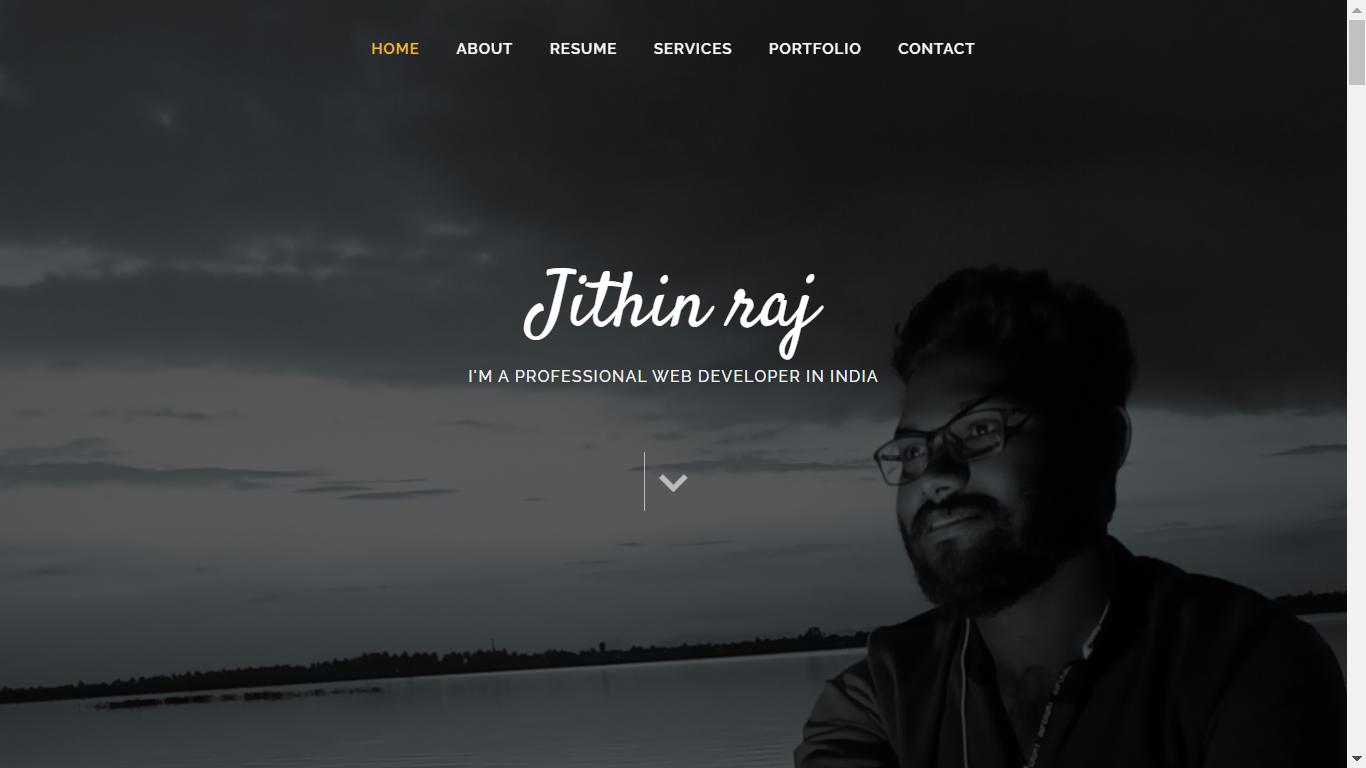 HOME ABOUT RESUME SERVICES PORTFOLIO CONTACT
Jithin raj
I'M A PROFESSIONAL WEB DEVELOPER IN INDIA